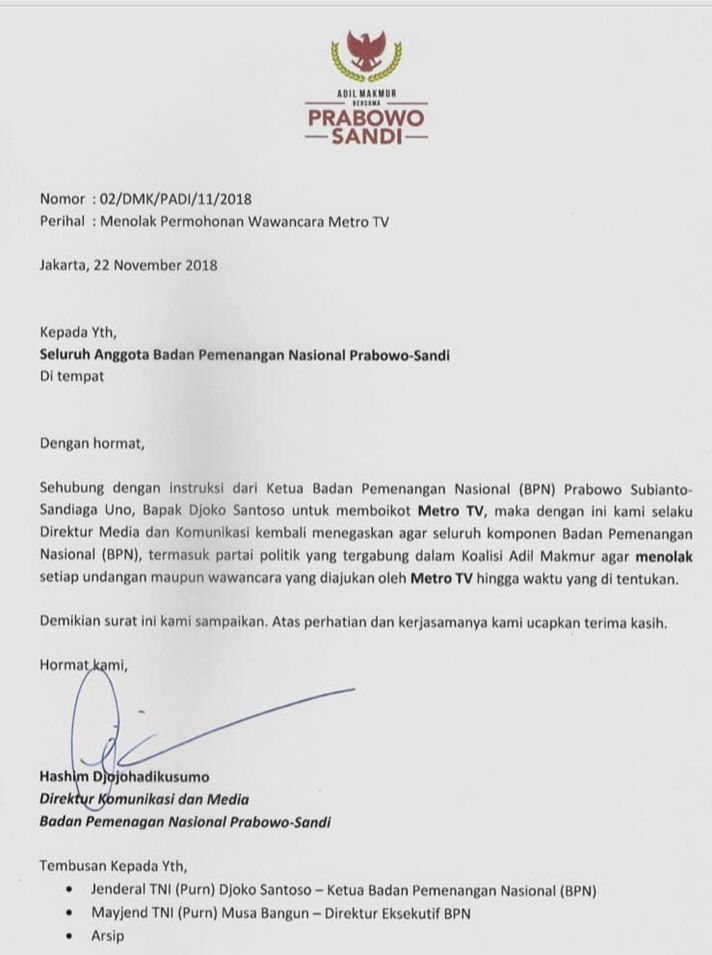 ADIL MAKMUR
BERSAMA
PRABOWO
SANDI
Nomor : 02/DMK/PADI/11/2018
Perihal : Menolak Permohonan Wawancara Metro TV
Jakarta, 22 November 2018
Kepada Yth,
Seluruh Anggota Badan Pemenangan Nasional Prabowo-Sandi
Di tempat
Dengan hormat,
Sehubung dengan instruksi dari Ketua Badan Pemenangan Nasional (BPN) Prabowo Subianto-
Sandiaga Uno, Bapak Djoko Santoso untuk memboikot Metro TV, maka dengan ini kami selaku
Direktur Media dan Komunikasi kembali menegaskan agar seluruh komponen Badan Pemenangan
Nasional (BPN), termasuk partai politik yang tergabung dalam Koalisi Adil Makmur agar menolak
setiap undangan maupun wawancara yang diajukan oleh Metro TV hingga waktu yang di tentukan.
Demikian surat ini kami sampaikan. Atas perhatian dan kerjasamanya kami ucapkan terima kasih.
Hormat kami,
Hashim Djojohadikusumo
Direktur Komunikasi dan Media
Badan Pemenagan Nasional Prabowo-Sandi
Tembusan Kepada Yth,
• Jenderal TNI (Purn) Djoko Santoso – Ketua Badan Pemenangan Nasional (BPN)
• Mayjend TNI (Purn) Musa Bangun – Direktur Eksekutif BPN
• Arsip